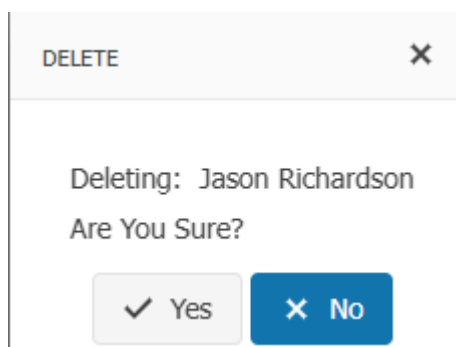 DELETE
Deleting: Jason Richardson
Are You Sure?
Yes No